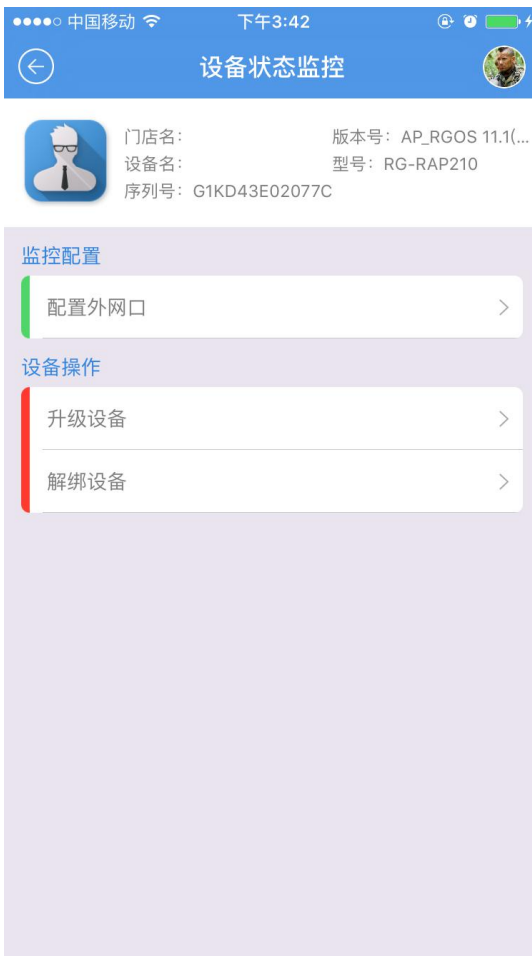 中国移动 下午3:42
设备状态监控
门店名： 版本号：AP_RGOS 11.1(...
设备名： 型号：RG-RAP210
序列号：G1KD43E02077C
监控配置
配置外网口
设备操作
升级设备
解绑设备